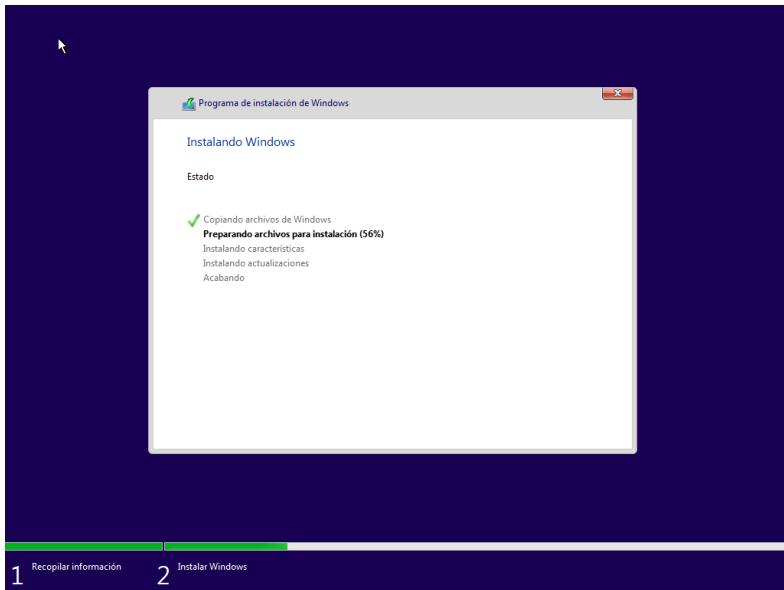 Programa de instalación de Windows
Instalando Windows
Estado
Copiando archivos de Windows
Preparando archivos para instalación (56%)
Instalando características
Instalando actualizaciones
Acabando
1 Recopilar información
2 Instalar Windows